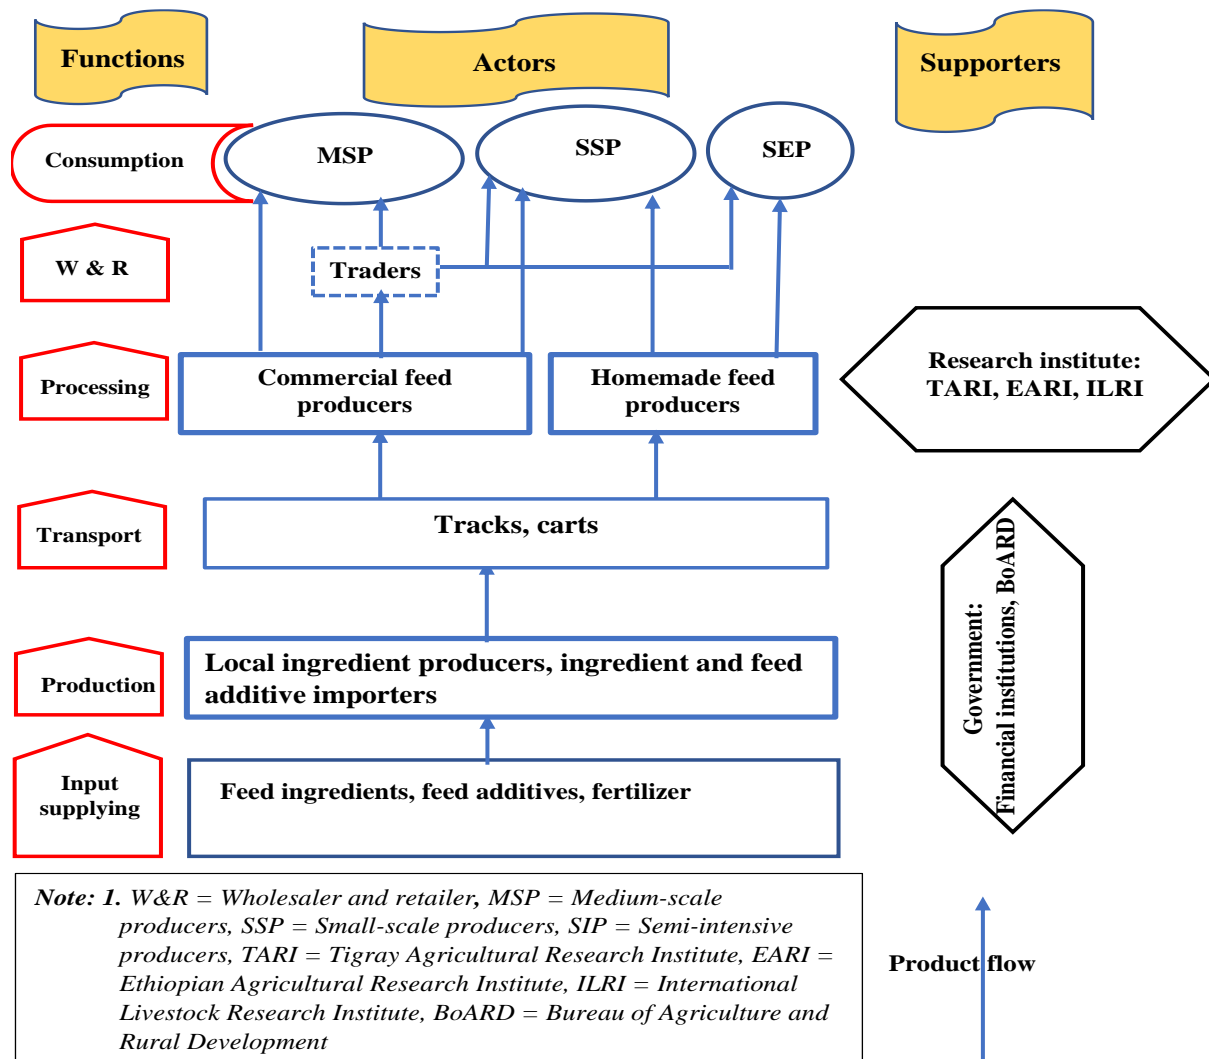 Functions
Actors
Supporters
Consumption
MSP
SSP
SEP
W & R
Traders
Processing
Commercial feed
producers
Homemade feed
producers
Research institute:
TARI, EARI, ILRI
Transport
Tracks, carts
Government:
Financial institutions, BoARD
Production
Local ingredient producers, ingredient and feed
additive importers
Input
supplying
Feed ingredients, feed additives, fertilizer
Note: 1. W&R = Wholesaler and retailer, MSP = Medium-scale
producers, SSP = Small-scale producers, SIP = Semi-intensive
producers, TARI = Tigray Agricultural Research Institute, EARI =
Ethiopian Agricultural Research Institute, ILRI = International
Livestock Research Institute, BoARD = Bureau of Agriculture and
Rural Development
Product flow